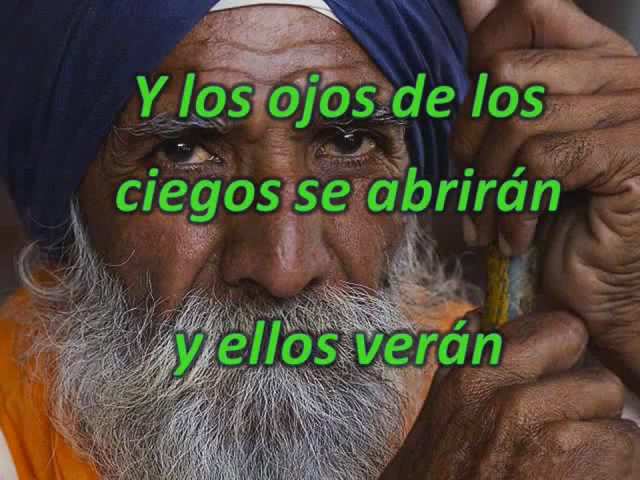 Y los ojos de los
ciegos se abrirán
y ellos verán